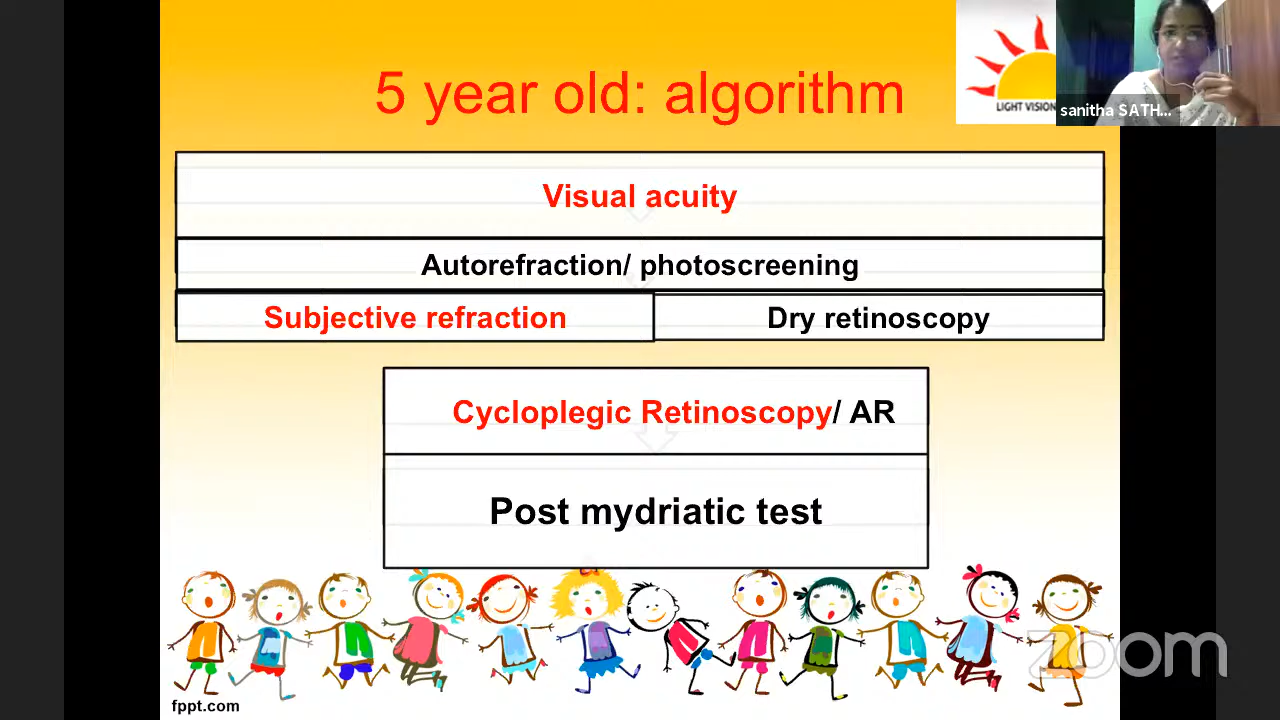 5 year old: algorithm
LIGHT VISION
sanitha SATH...
Visual acuity
Autorefraction/ photoscreening
Subjective refraction
Dry retinoscopy
Cycloplegic Retinoscopy/ AR
Post mydriatic test
zoom
fppt.com